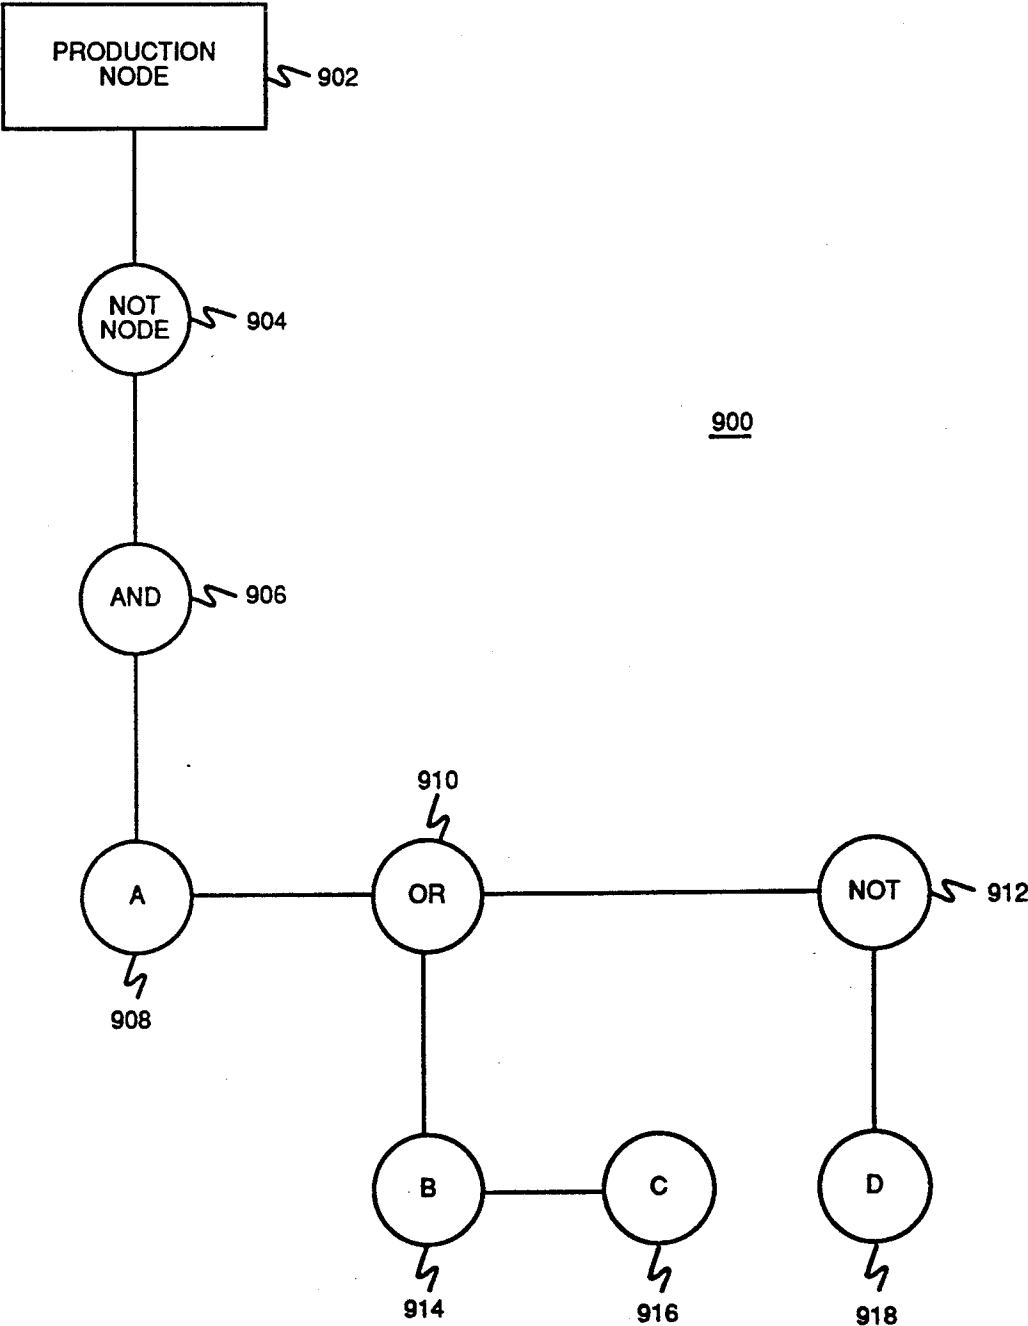 PRODUCTION
NODE
902
NOT
NODE
904
900
AND
906
910
A
OR
NOT
912
908
B
C
D
914
916
918